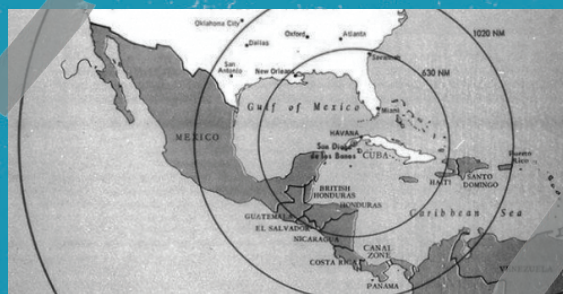 Oklahoma City
Oxford
Atlanta
1020 NM
Dallas
Savannah
San
Antonio
New Orleans
630 NM
Gulf of Mexico
Miami
MEXICO
HAVANA
San Diego
de los Banos
CUBA
Puerto
Rico
HAITI
SANTO
DOMINGO
BRITISH
HONDURAS
HONDURAS
Caribbean Sea
GUATEMALA
EL SALVADOR
NICARAGUA
CANAL
ZONE
COSTA RICA
PANAMA
VENEZUELA